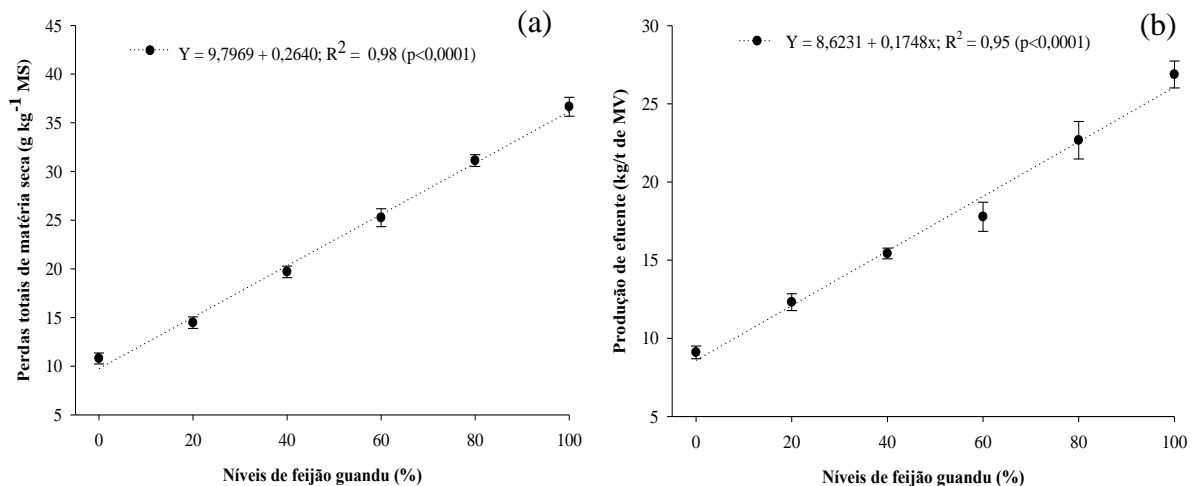 (a)
Y = 9,7969 + 0,2640; R² = 0,98 (p<0,0001)
Perdas totais de matéria seca (g kg⁻¹ MS)
45
40
35
30
25
20
15
10
5
0 20 40 60 80 100
Níveis de feijão guandu (%)
(b)
Y = 8,6231 + 0,1748x; R² = 0,95 (p<0,0001)
Produção de efuente (kg/t de MV)
30
25
20
15
10
5
0 20 40 60 80 100
Níveis de feijão guandu (%)